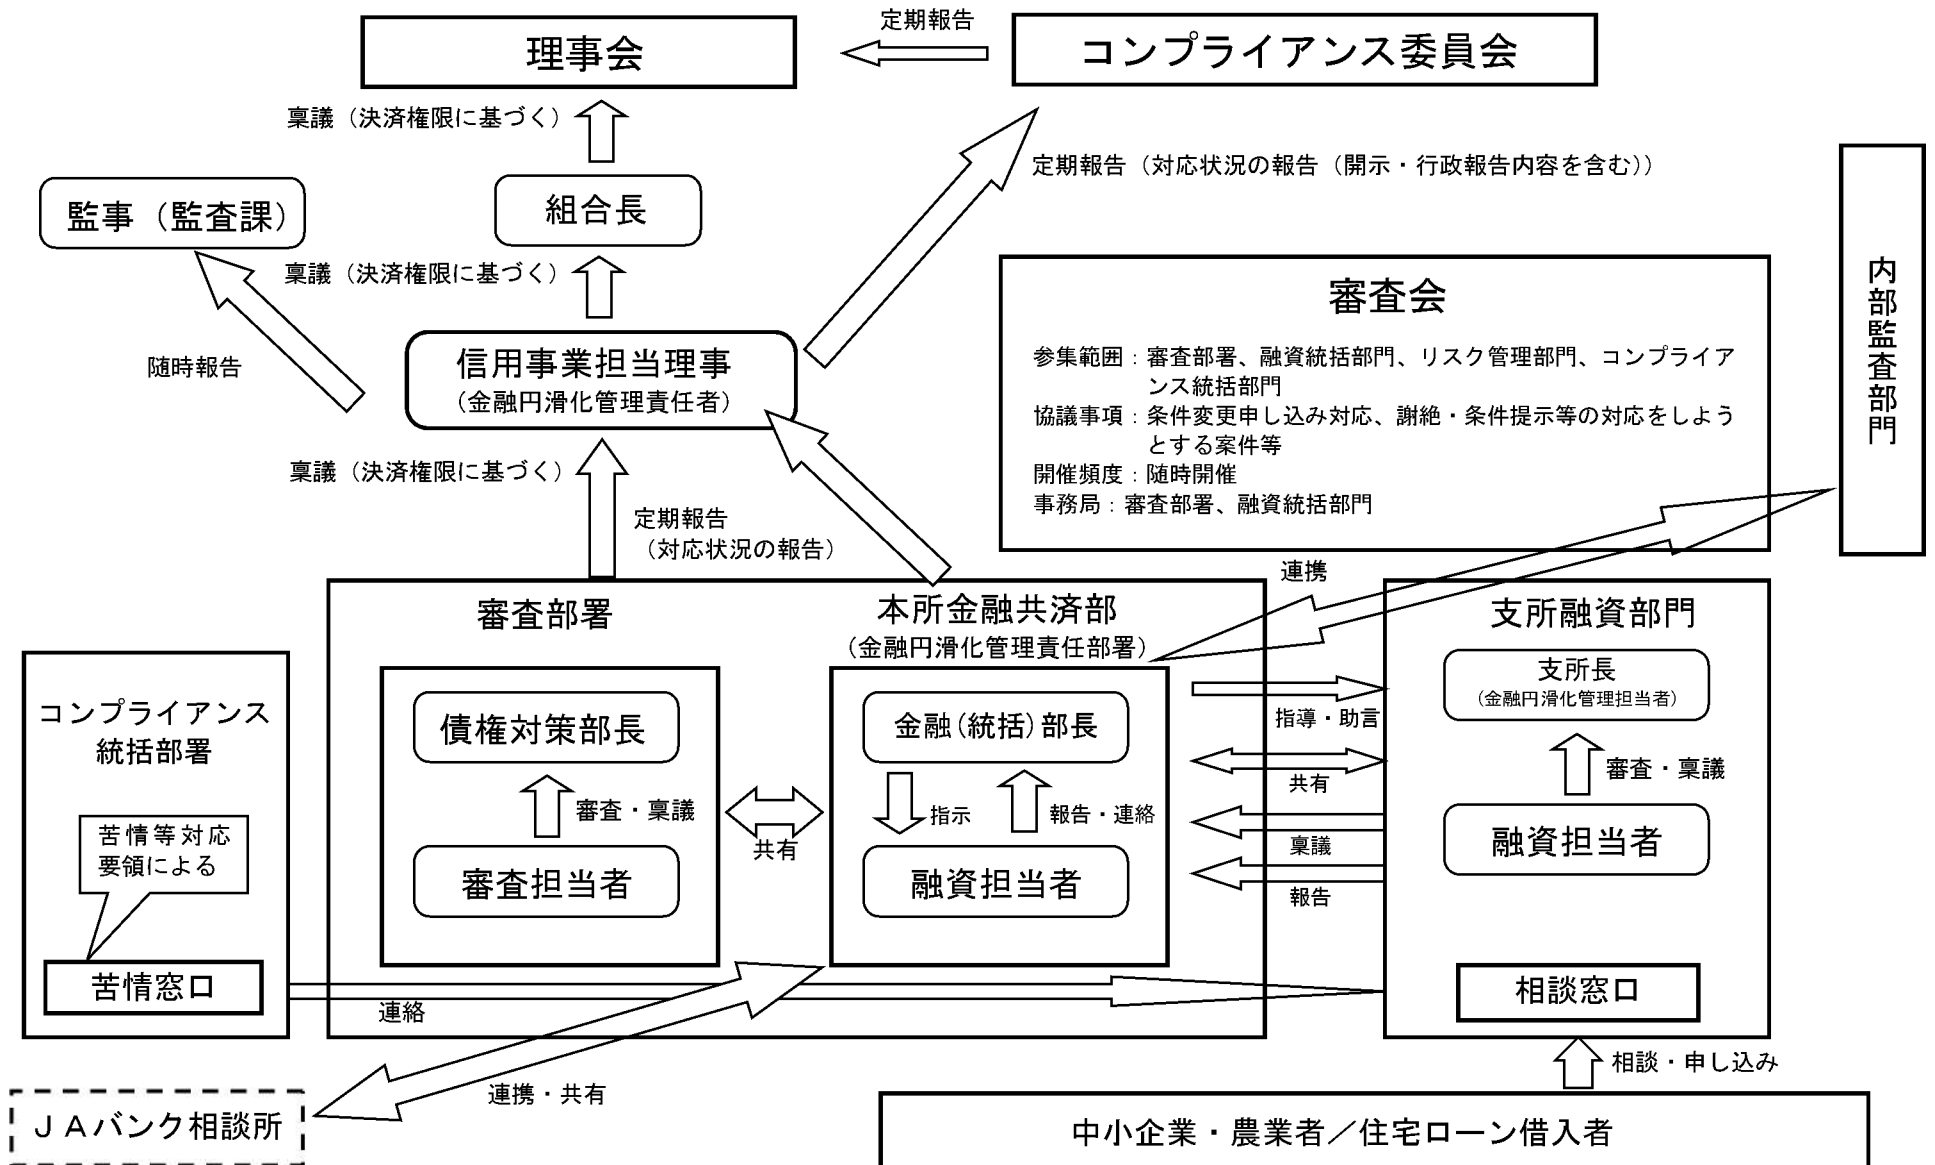 定期報告
理事会
コンプライアンス委員会
稟議（決済権限に基づく）
定期報告（対応状況の報告（開示・行政報告内容を含む））
監事（監査課）
組合長
稟議（決済権限に基づく）
随時報告
信用事業担当理事
（金融円滑化管理責任者）
審査会
参集範囲：審査部署、融資統括部門、リスク管理部門、コンプライア
ンス統括部門
協議事項：条件変更申し込み対応、謝絶・条件提示等の対応をしよう
とする案件等
開催頻度：随時開催
事務局：審査部署、融資統括部門
内部監査部門
稟議（決済権限に基づく）
定期報告
（対応状況の報告）
連携
審査部署
本所金融共済部
（金融円滑化管理責任部署）
支所融資部門
コンプライアンス
統括部署
苦情等対応
要領による
苦情窓口
債権対策部長
審査・稟議
審査担当者
共有
金融（統括）部長
指示
報告・連絡
融資担当者
指導・助言
共有
稟議
報告
支所長
（金融円滑化管理担当者）
審査・稟議
融資担当者
相談窓口
連絡
連携・共有
相談・申し込み
ＪＡバンク相談所
中小企業・農業者／住宅ローン借入者